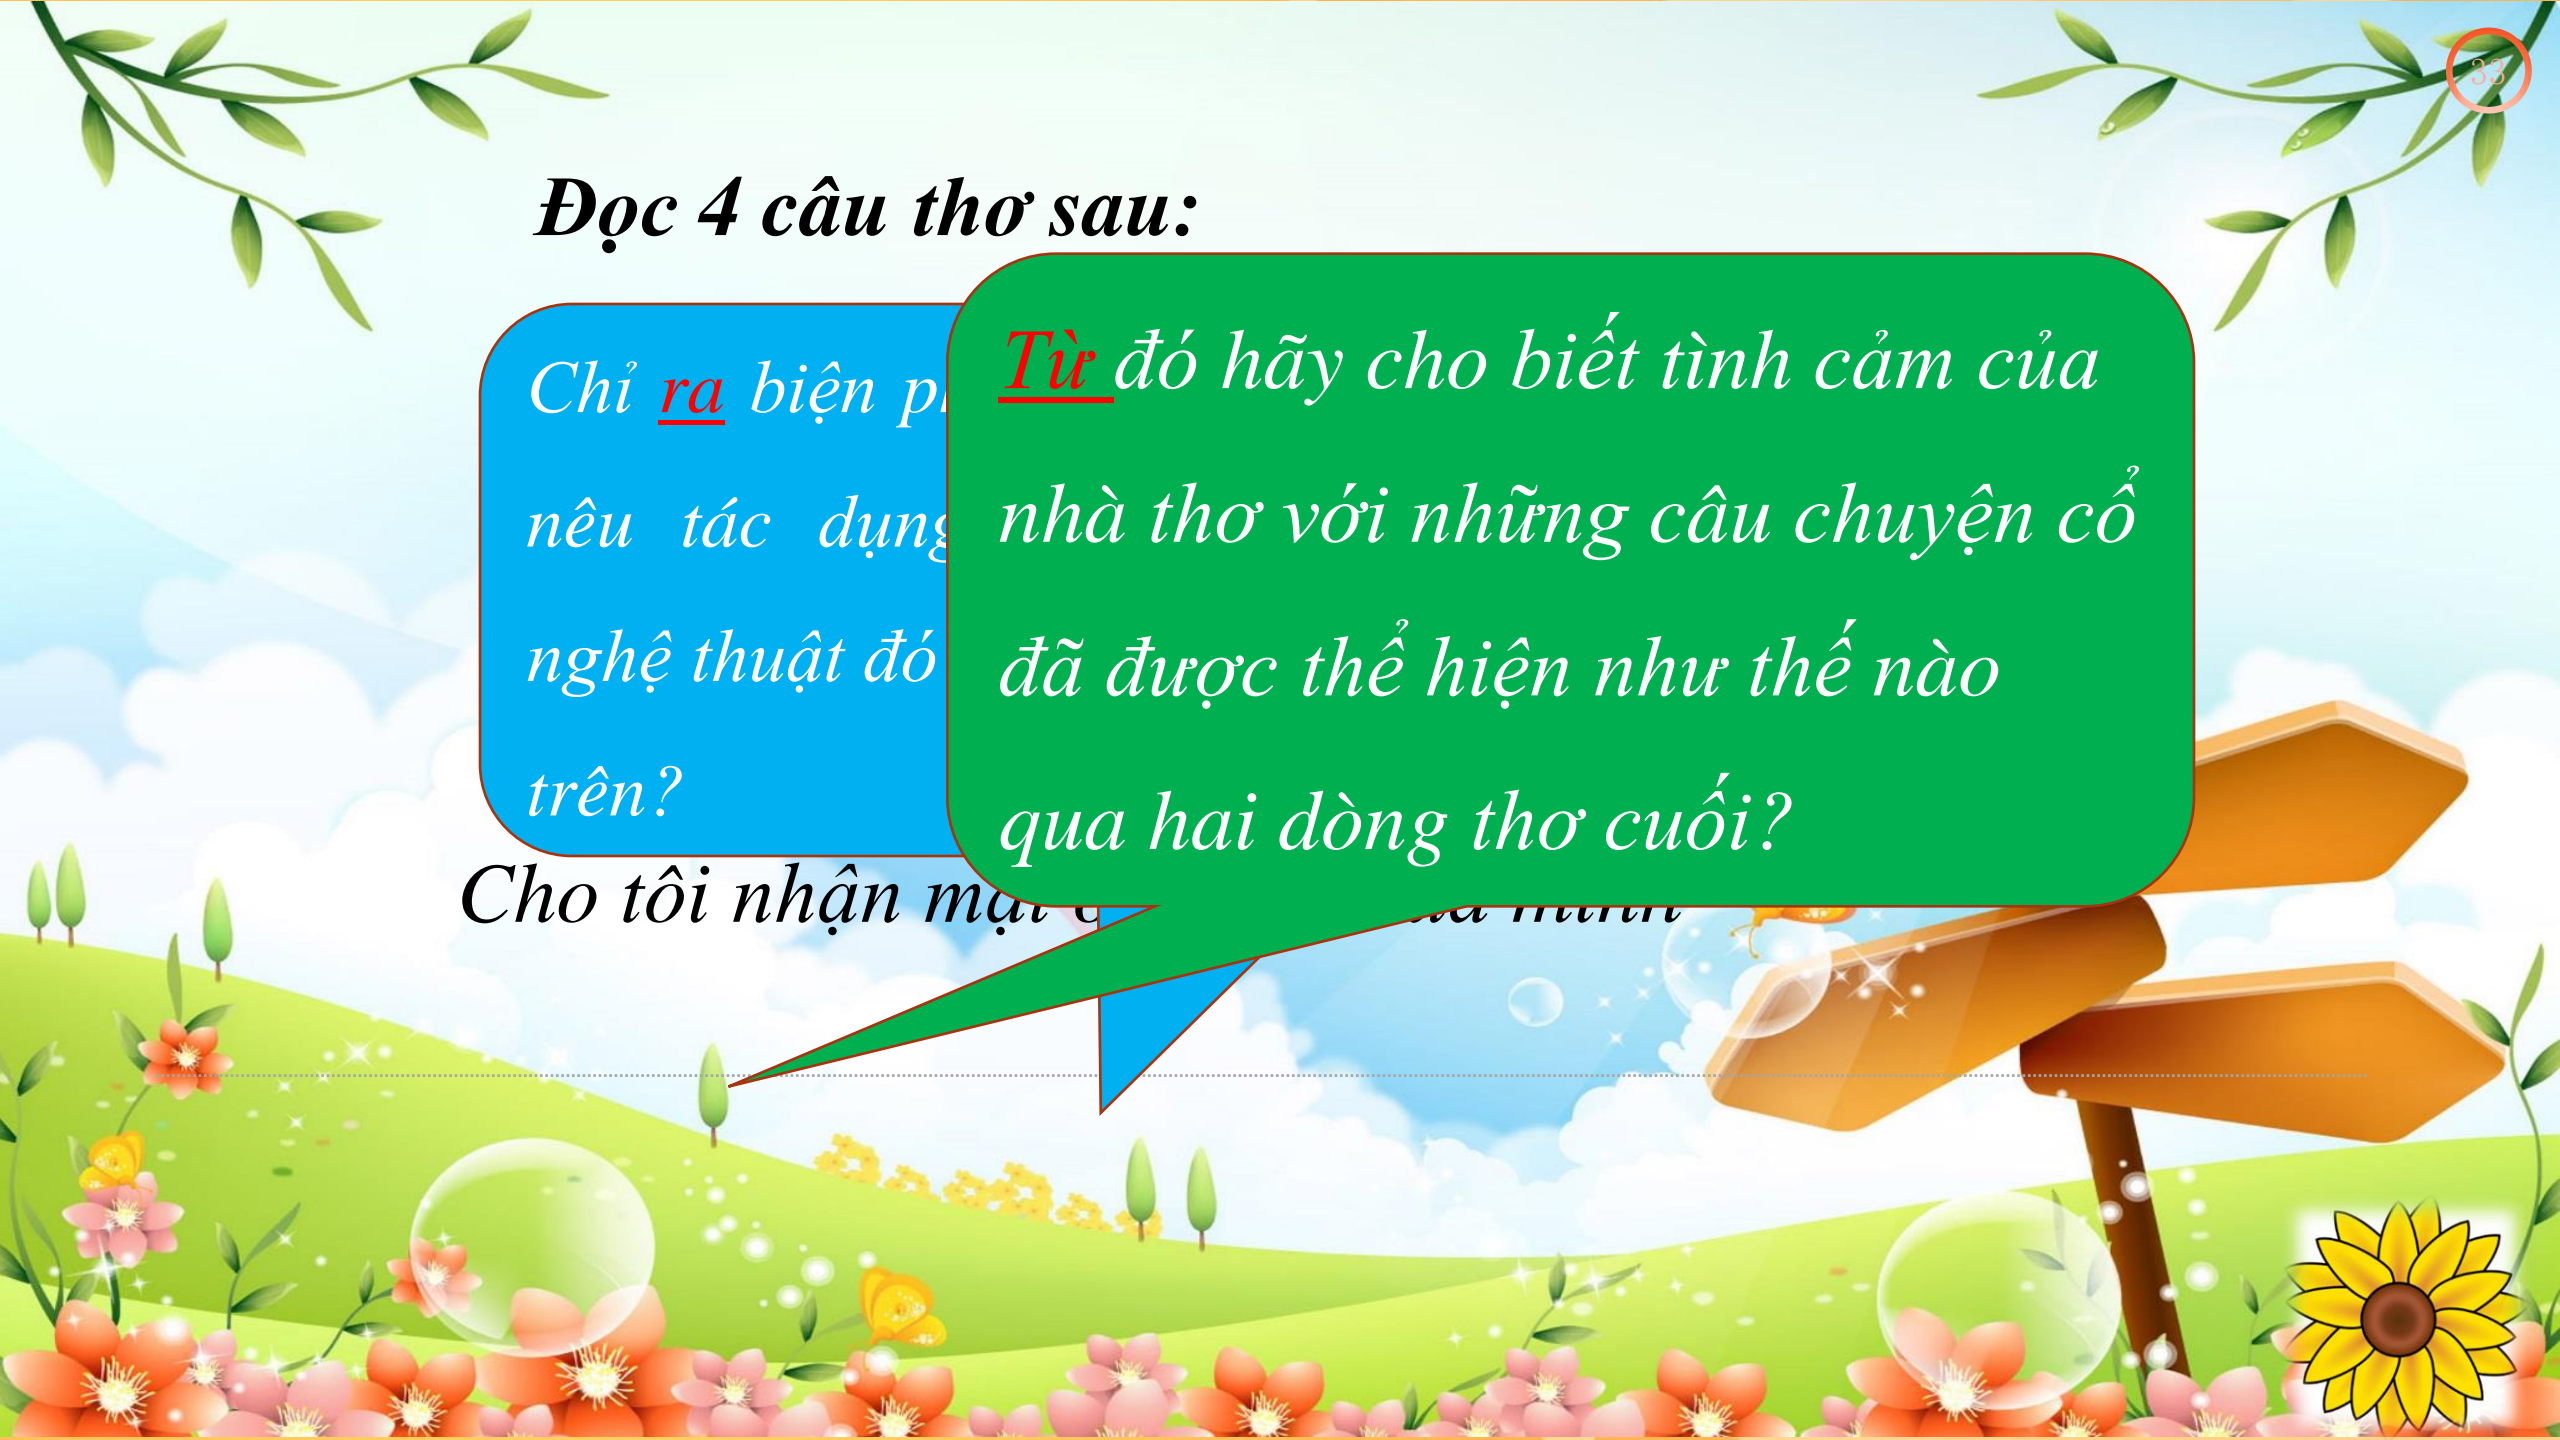 33
Đọc 4 câu thơ sau:
Chỉ ra biện
nêu tác dụng
nghệ thuật đó
trên?
Từ đó hãy cho biết tình cảm của
nhà thơ với những câu chuyện cổ
đã được thể hiện như thế nào
qua hai dòng thơ cuối?
Cho tôi nhận mình